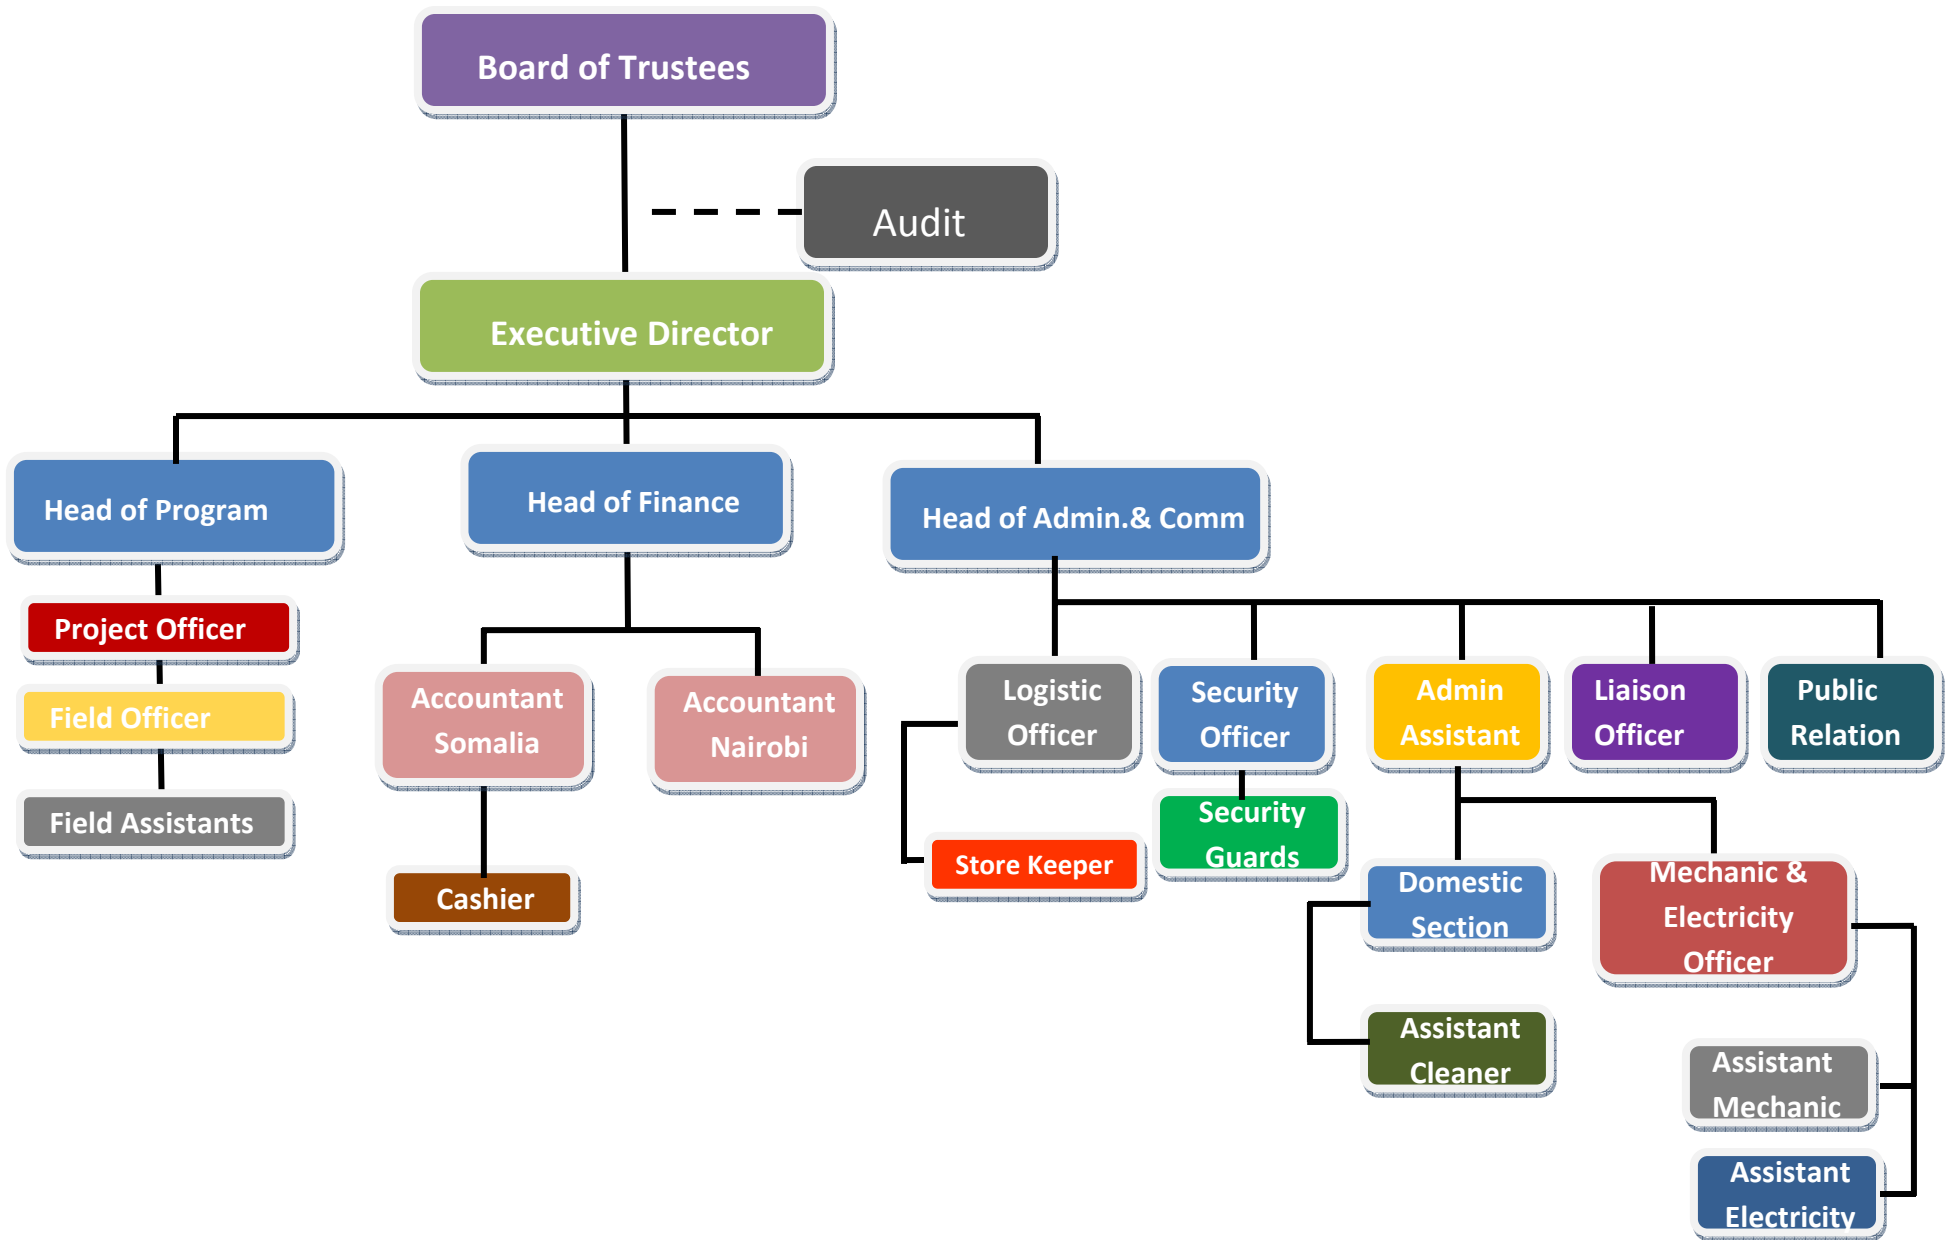 Board of Trustees
Audit
Executive Director
Head of Program
Head of Finance
Head of Admin.& Comm
Project Officer
Field Officer
Field Assistants
Accountant
Somalia
Accountant
Nairobi
Cashier
Logistic
Officer
Security
Officer
Admin
Assistant
Liaison
Officer
Public
Relation
Store Keeper
Security
Guards
Domestic
Section
Mechanic &
Electricity
Officer
Assistant
Cleaner
Assistant
Mechanic
Assistant
Electricity